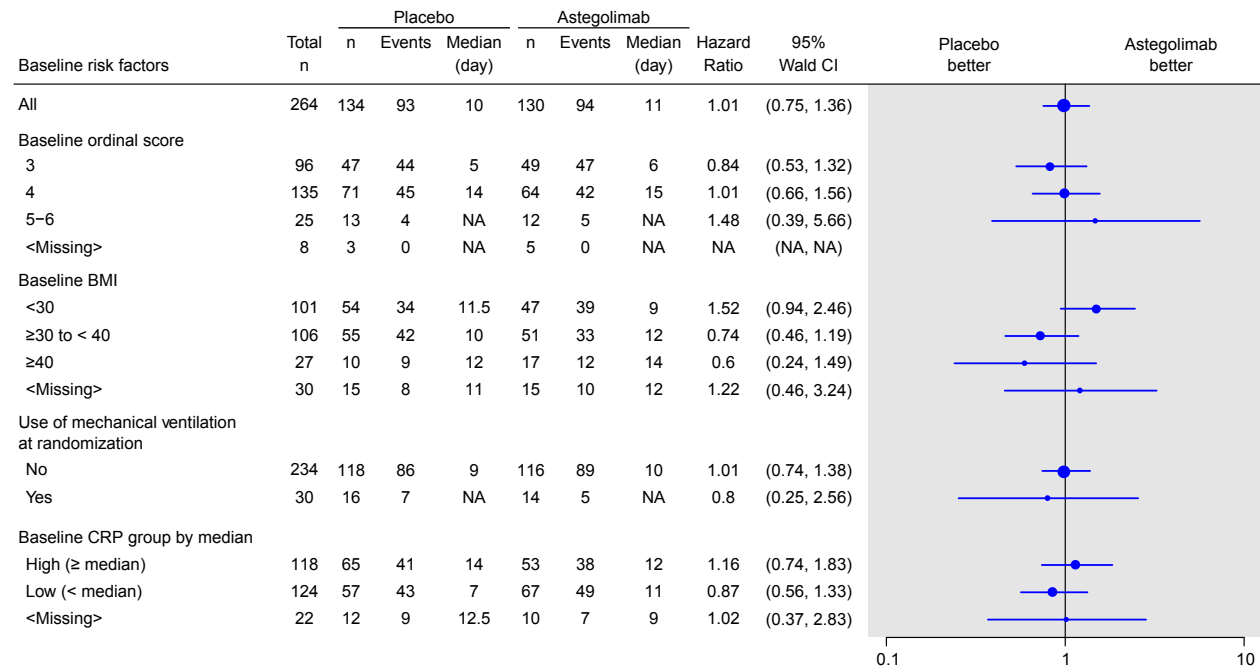 Placebo Astegolimab
Total n Events Median n Events Median Hazard 95% Placebo Astegolimab
Baseline risk factors n (day) (day) Ratio Wald CI better better
All 264 134 93 10 130 94 11 1.01 (0.75, 1.36)
Baseline ordinal score
3 96 47 44 5 49 47 6 0.84 (0.53, 1.32)
4 135 71 45 14 64 42 15 1.01 (0.66, 1.56)
5−6 25 13 4 NA 12 5 NA 1.48 (0.39, 5.66)
<Missing> 8 3 0 NA 5 0 NA NA (NA, NA)
Baseline BMI
<30 101 54 34 11.5 47 39 9 1.52 (0.94, 2.46)
≥30 to < 40 106 55 42 10 51 33 12 0.74 (0.46, 1.19)
≥40 27 10 9 12 17 12 14 0.6 (0.24, 1.49)
<Missing> 30 15 8 11 15 10 12 1.22 (0.46, 3.24)
Use of mechanical ventilation
at randomization
No 234 118 86 9 116 89 10 1.01 (0.74, 1.38)
Yes 30 16 7 NA 14 5 NA 0.8 (0.25, 2.56)
Baseline CRP group by median
High (≥ median) 118 65 41 14 53 38 12 1.16 (0.74, 1.83)
Low (< median) 124 57 43 7 67 49 11 0.87 (0.56, 1.33)
<Missing> 22 12 9 12.5 10 7 9 1.02 (0.37, 2.83)
0.1 1 10